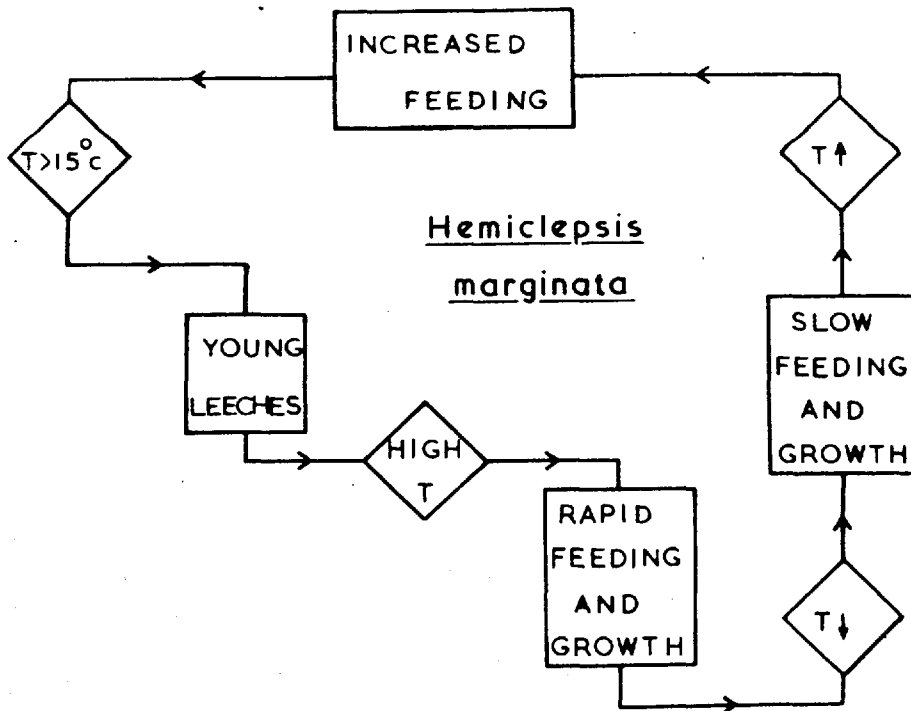 INCREASED
FEEDING
T>15°c
T↑
Hemiclepsis
marginata
YOUNG
LEECHES
HIGH
T
RAPID
FEEDING
AND
GROWTH
SLOW
FEEDING
AND
GROWTH
T↓